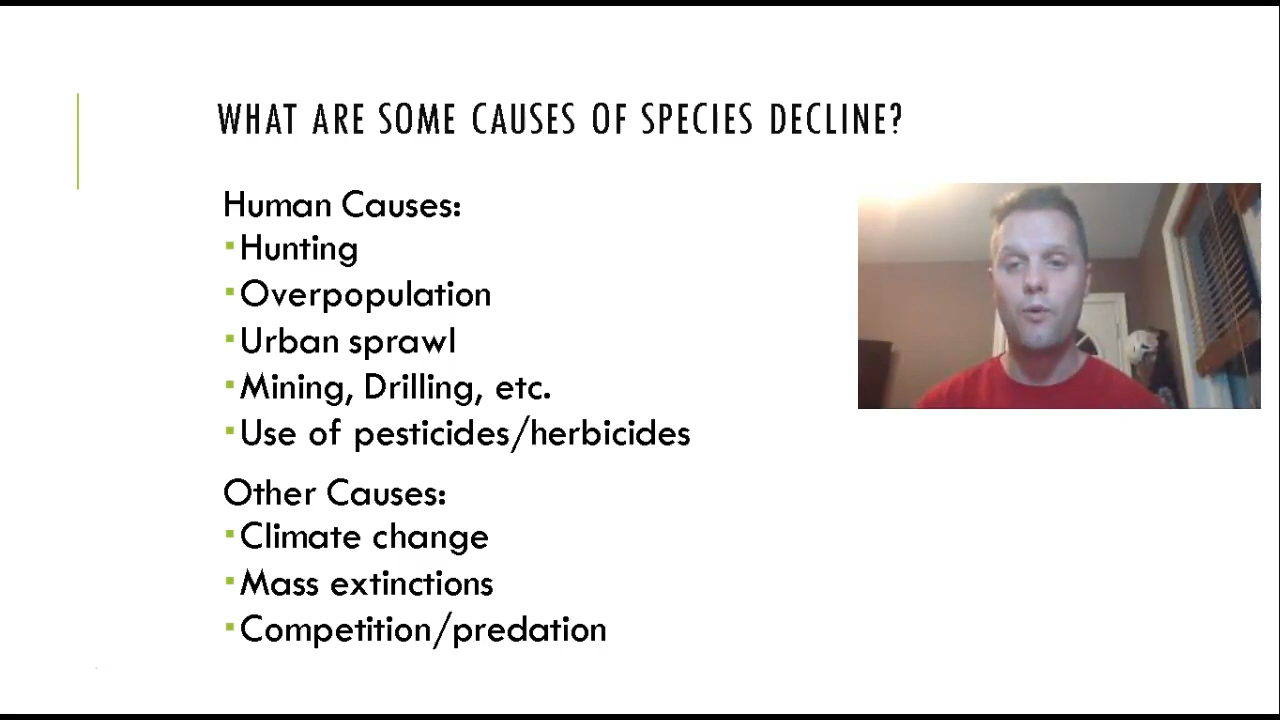 WHAT ARE SOME CAUSES OF SPECIES DECLINE?
Human Causes:
▪Hunting
▪Overpopulation
▪Urban sprawl
▪Mining, Drilling, etc.
▪Use of pesticides/herbicides
Other Causes:
▪Climate change
▪Mass extinctions
▪Competition/predation